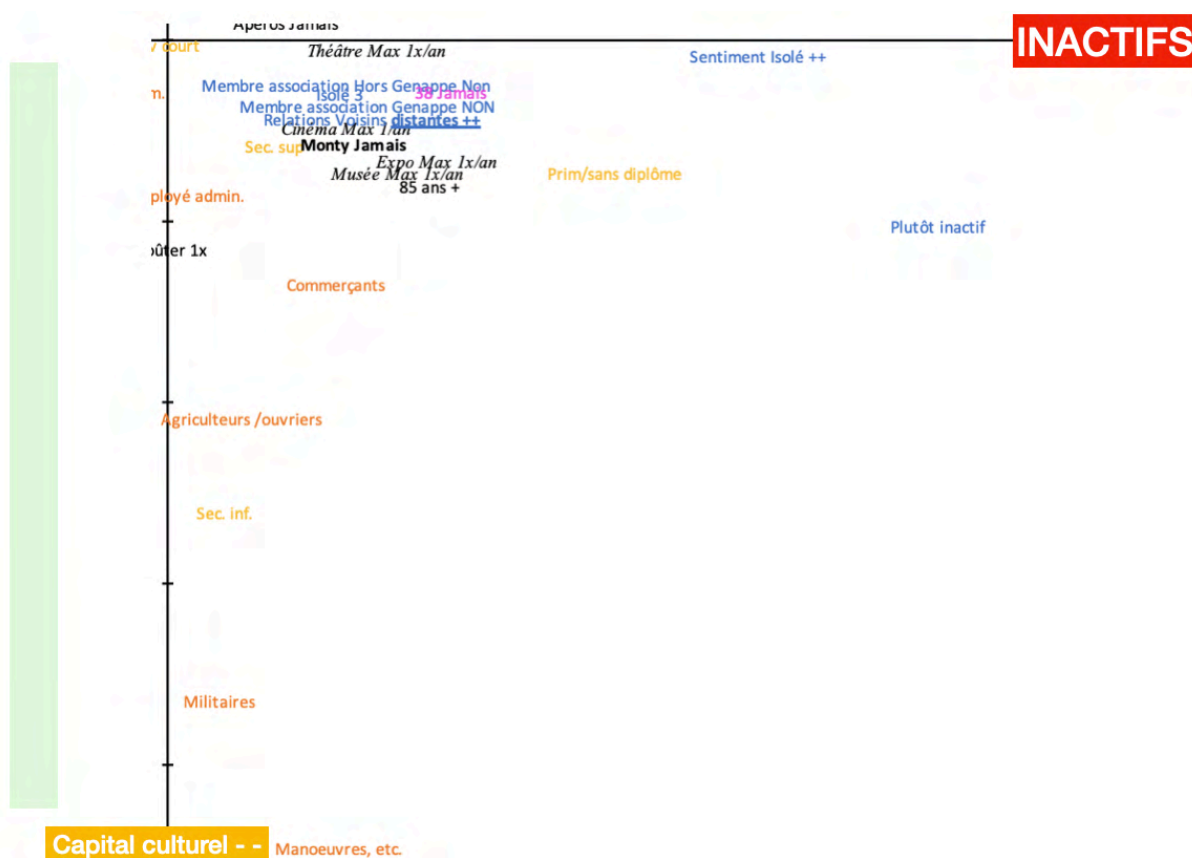 Apéros Jamais
INACTIFS
court
Théâtre Max 1x/an
Sentiment Isolé ++
Membre association Hors Genappe Non
m.
Isolé 3
38 Jamais
Membre association Genappe NON
Relations Voisins distantes ++
Cinéma Max 1/an
Sec. sup
Monty Jamais
Expo Max 1x/an
Musée Max 1x/an
Prim/sans diplôme
85 ans +
ployé admin.
Plutôt inactif
oûter 1x
Commerçants
Agriculteurs /ouvriers
Sec. inf.
Militaires
Capital culturel - -
Manoeuvres, etc.